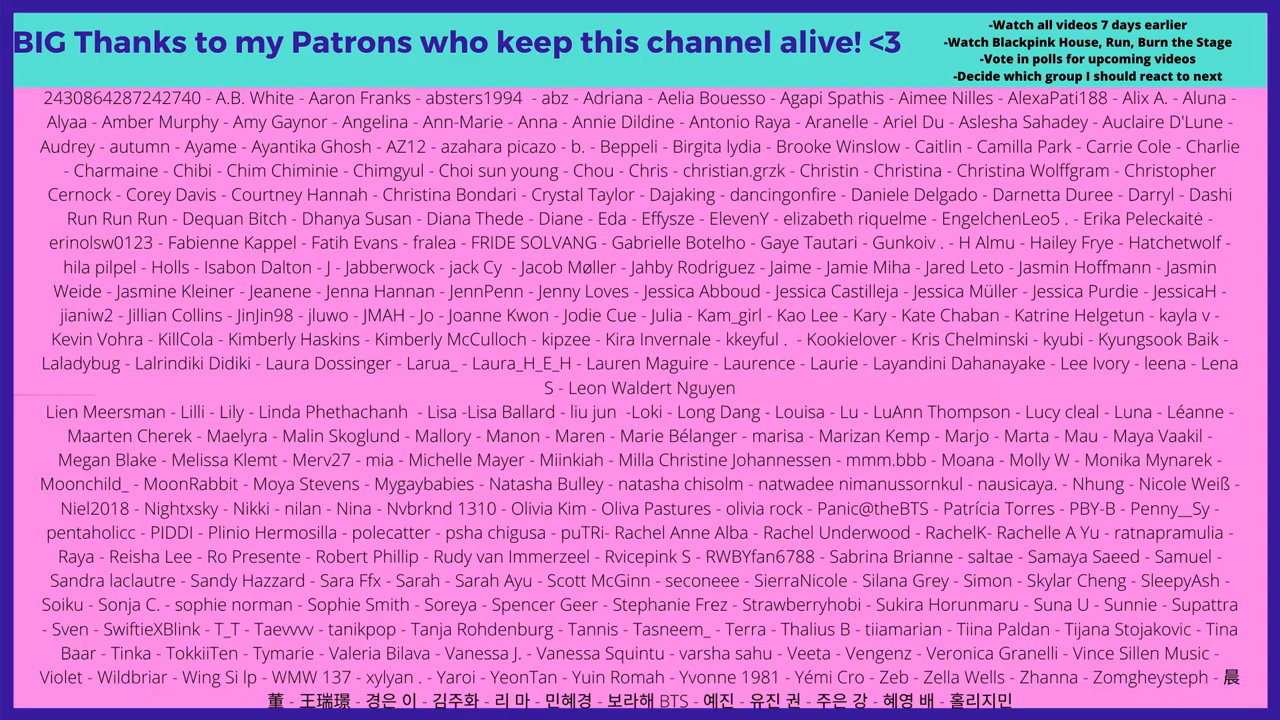 BIG Thanks to my Patrons who keep this channel alive! <3
-Watch all videos 7 days earlier
-Watch Blackpink House, Run, Burn the Stage
-Vote in polls for upcoming videos
-Decide which group I should react to next
2430864287242740 - A.B. White - Aaron Franks - absters1994 - abz - Adriana - Aelia Bouesso - Agapi Spathis - Aimee Nilles - AlexaPati188 - Alix A. - Aluna -
Alyaa - Amber Murphy - Amy Gaynor - Angelina - Ann-Marie - Anna - Annie Dildine - Antonio Raya - Aranelle - Ariel Du - Aslesha Sahadey - Auclaire D'Lune -
Audrey - autumn - Ayame - Ayantika Ghosh - AZ12 - azahara picazo - b. - Beppeli - Birgita lydia - Brooke Winslow - Caitlin - Camilla Park - Carrie Cole - Charlie
- Charmaine - Chibi - Chim Chiminie - Chimgyul - Choi sun young - Chou - Chris - christian.grzk - Christin - Christina - Christina Wolffgram - Christopher
Cernock - Corey Davis - Courtney Hannah - Christina Bondari - Crystal Taylor - Dajaking - dancingonfire - Daniele Delgado - Darnetta Duree - Darryl - Dashi
Run Run Run - Dequan Bitch - Dhanya Susan - Diana Thede - Diane - Eda - Effysze - ElevenY - elizabeth riquelme - EngelchenLeo5 . - Erika Peleckaitė -
erinolsw0123 - Fabienne Kappel - Fatih Evans - fralea - FRIDE SOLVANG - Gabrielle Botelho - Gaye Tautari - Gunkoiv . - H Almu - Hailey Frye - Hatchetwolf -
hila pilpel - Holls - Isabon Dalton - J - Jabberwock - jack Cy - Jacob Møller - Jahby Rodriguez - Jaime - Jamie Miha - Jared Leto - Jasmin Hoffmann - Jasmin
Weide - Jasmine Kleiner - Jeanene - Jenna Hannan - JennPenn - Jenny Loves - Jessica Abboud - Jessica Castilleja - Jessica Müller - Jessica Purdie - JessicaH -
jianiw2 - Jillian Collins - JinJin98 - jluwo - JMAH - Jo - Joanne Kwon - Jodie Cue - Julia - Kam_girl - Kao Lee - Kary - Kate Chaban - Katrine Helgetun - kayla v -
Kevin Vohra - KillCola - Kimberly Haskins - Kimberly McCulloch - kipzee - Kira Invernale - kkeyful . - Kookielover - Kris Chelminski - kyubi - Kyungsook Baik -
Laladybug - Lalrindiki Didiki - Laura Dossinger - Larua_ - Laura_H_E_H - Lauren Maguire - Laurence - Laurie - Layandini Dahanayake - Lee Ivory - leena - Lena
S - Leon Waldert Nguyen
Lien Meersman - Lilli - Lily - Linda Phethachanh - Lisa -Lisa Ballard - liu jun -Loki - Long Dang - Louisa - Lu - LuAnn Thompson - Lucy cleal - Luna - Léanne -
Maarten Cherek - Maelyra - Malin Skoglund - Mallory - Manon - Maren - Marie Bélanger - marisa - Marizan Kemp - Marjo - Marta - Mau - Maya Vaakil -
Megan Blake - Melissa Klemt - Merv27 - mia - Michelle Mayer - Miinkiah - Milla Christine Johannessen - mmm.bbb - Moana - Molly W - Monika Mynarek -
Moonchild_ - MoonRabbit - Moya Stevens - Mygaybabies - Natasha Bulley - natasha chisolm - natwadee nimanussornkul - nausicaya. - Nhung - Nicole Weiß -
Niel2018 - Nightxsky - Nikki - nilan - Nina - Nvbrknd 1310 - Olivia Kim - Oliva Pastures - olivia rock - Panic@theBTS - Patrícia Torres - PBY-B - Penny__Sy -
pentaholicc - PIDDI - Plinio Hermosilla - polecatter - psha chigusa - puTRi- Rachel Anne Alba - Rachel Underwood - RachelK- Rachelle A Yu - ratnapramulia -
Raya - Reisha Lee - Ro Presente - Robert Phillip - Rudy van Immerzeel - Rvicepink S - RWBYfan6788 - Sabrina Brianne - saltae - Samaya Saeed - Samuel -
Sandra Iaclautre - Sandy Hazzard - Sara Ffx - Sarah - Sarah Ayu - Scott McGinn - seconeee - SierraNicole - Silana Grey - Simon - Skylar Cheng - SleepyAsh -
Soiku - Sonja C. - sophie norman - Sophie Smith - Soreya - Spencer Geer - Stephanie Frez - Strawberryhobi - Sukira Horunmaru - Suna U - Sunnie - Supattra
- Sven - SwiftieXBlink - T_T - Taevvvv - tanikpop - Tanja Rohdenburg - Tannis - Tasneem_ - Terra - Thalius B - tiiamarian - Tiina Paldan - Tijana Stojakovic - Tina
Baar - Tinka - TokkiiTen - Tymarie - Valeria Bilava - Vanessa J. - Vanessa Squintu - varsha sahu - Veeta - Vengenz - Veronica Granelli - Vince Sillen Music -
Violet - Wildbriar - Wing Si lp - WMW 137 - xylyan . - Yaroi - YeonTan - Yuin Romah - Yvonne 1981 - Yémi Cro - Zeb - Zella Wells - Zhanna - Zomgheysteph - 晨
董 - 王瑞璟 - 경은 이 - 김주화 - 리 마 - 민혜경 - 보라해 BTS - 예진 - 유진 권 - 주은 강 - 혜영 배 - 홀리지민